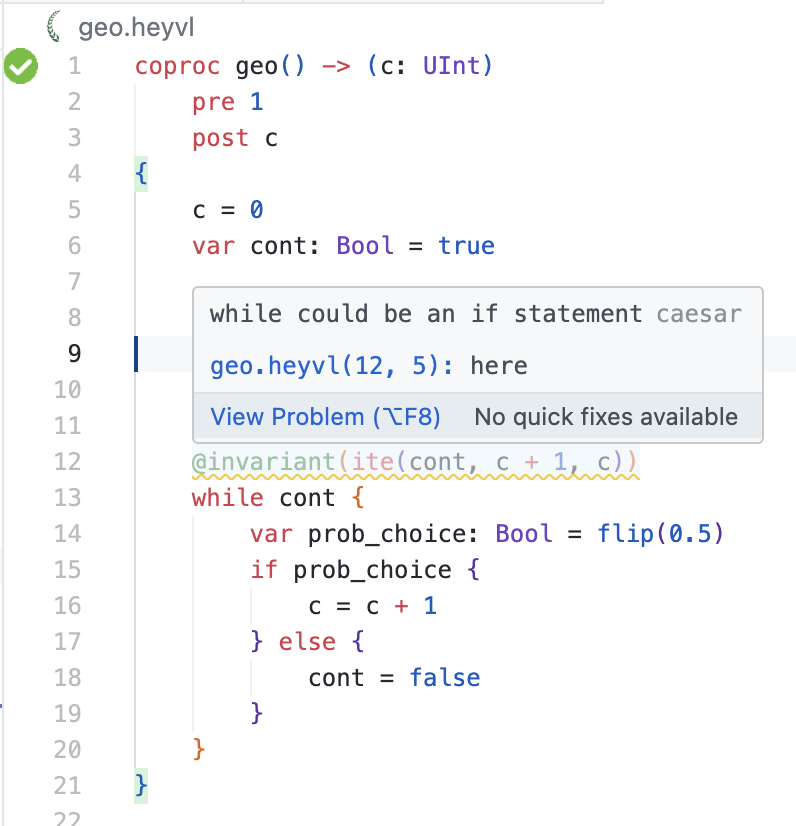 geo.heyvl
1 coproc geo() -> (c: UInt)
2 pre 1
3 post c
4 {
5 c = 0
6 var cont: Bool = true
7
8 while could be an if statement caesar
9 geo.heyvl(12, 5): here
10
11 View Problem (⌥F8) No quick fixes available
12 @invariant(ite(cont, c + 1, c))
13 while cont {
14 var prob_choice: Bool = flip(0.5)
15 if prob_choice {
16 c = c + 1
17 } else {
18 cont = false
19 }
20 }
21 }
22